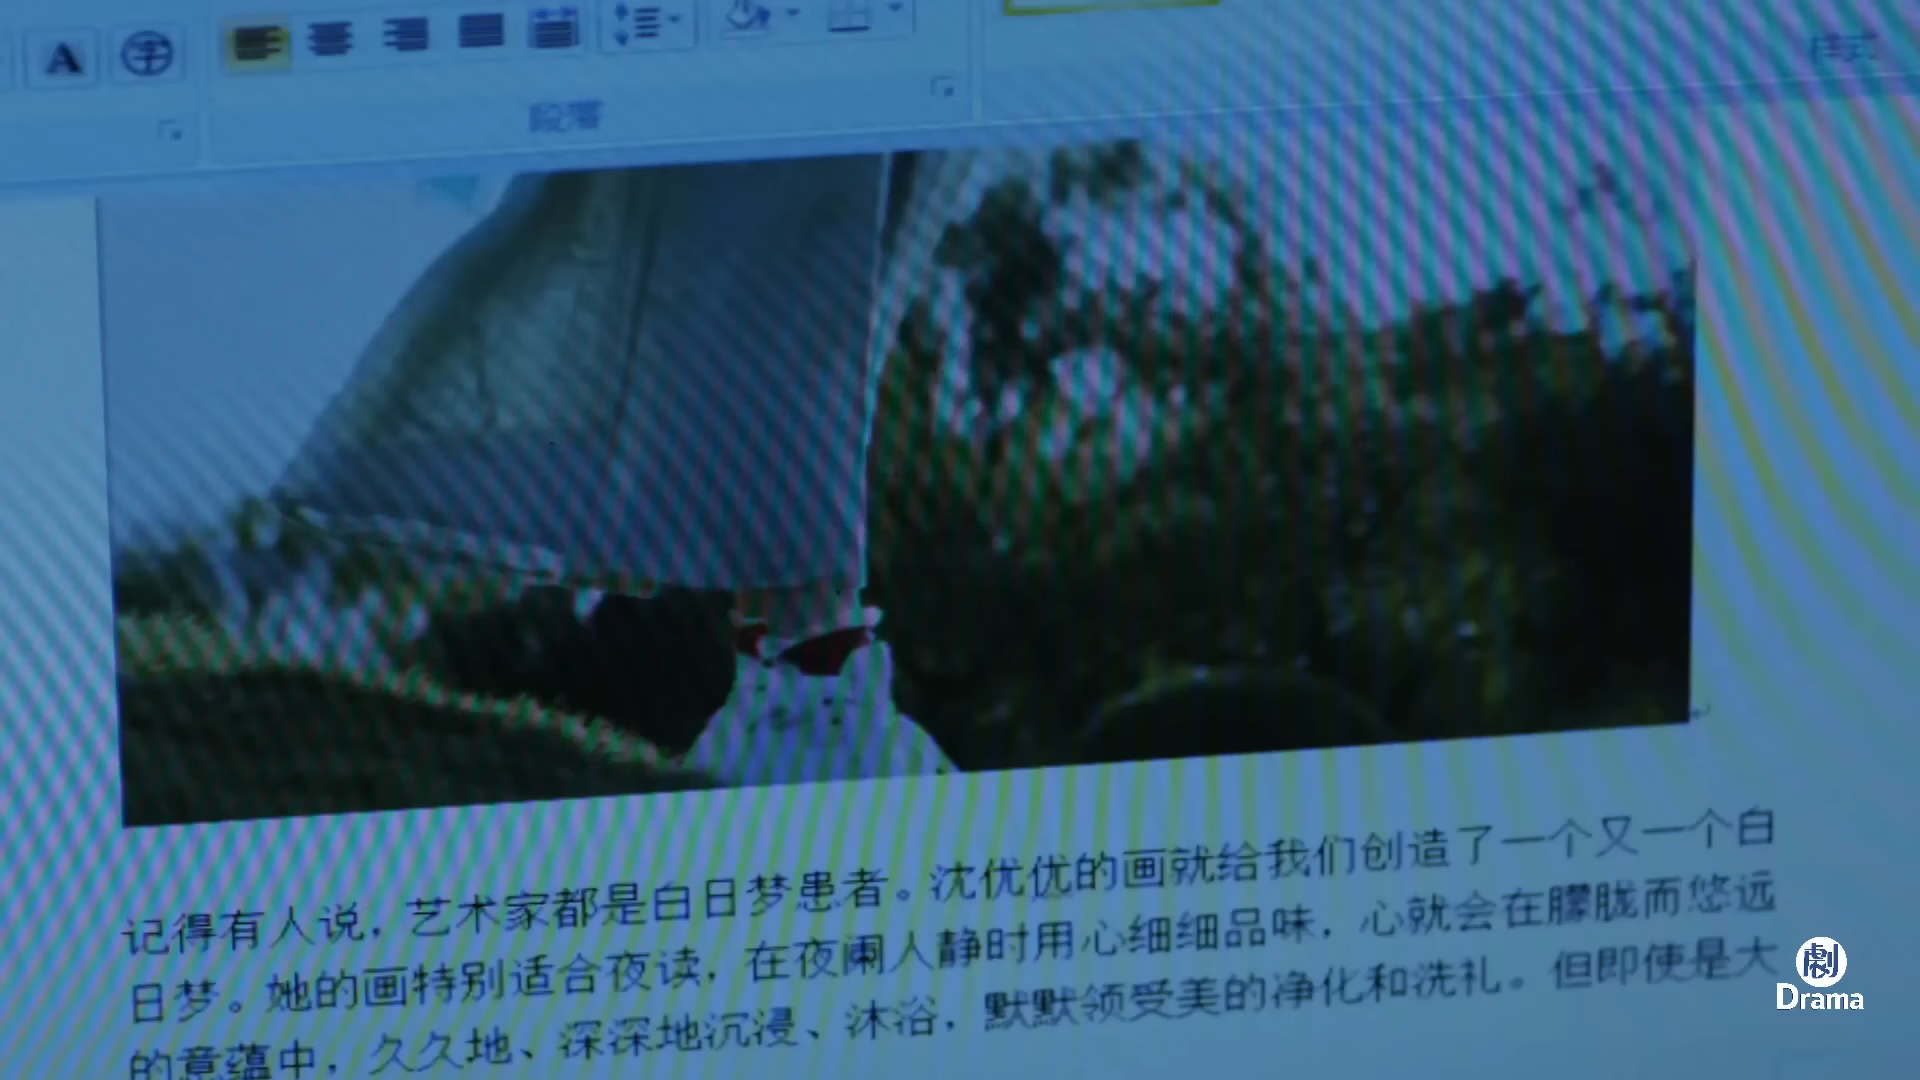 A
字
段落
样式
记得有人说，艺术家都是白日梦患者。沈优优的画就给我们创造了一个又一个白
日梦。她的画特别适合夜读，在夜阑人静时用心细细品味，心就会在朦胧而悠远
的意蕴中，久久地、深深地沉浸、沐浴，默默领受美的净化和洗礼。但即使是大
劇
Drama